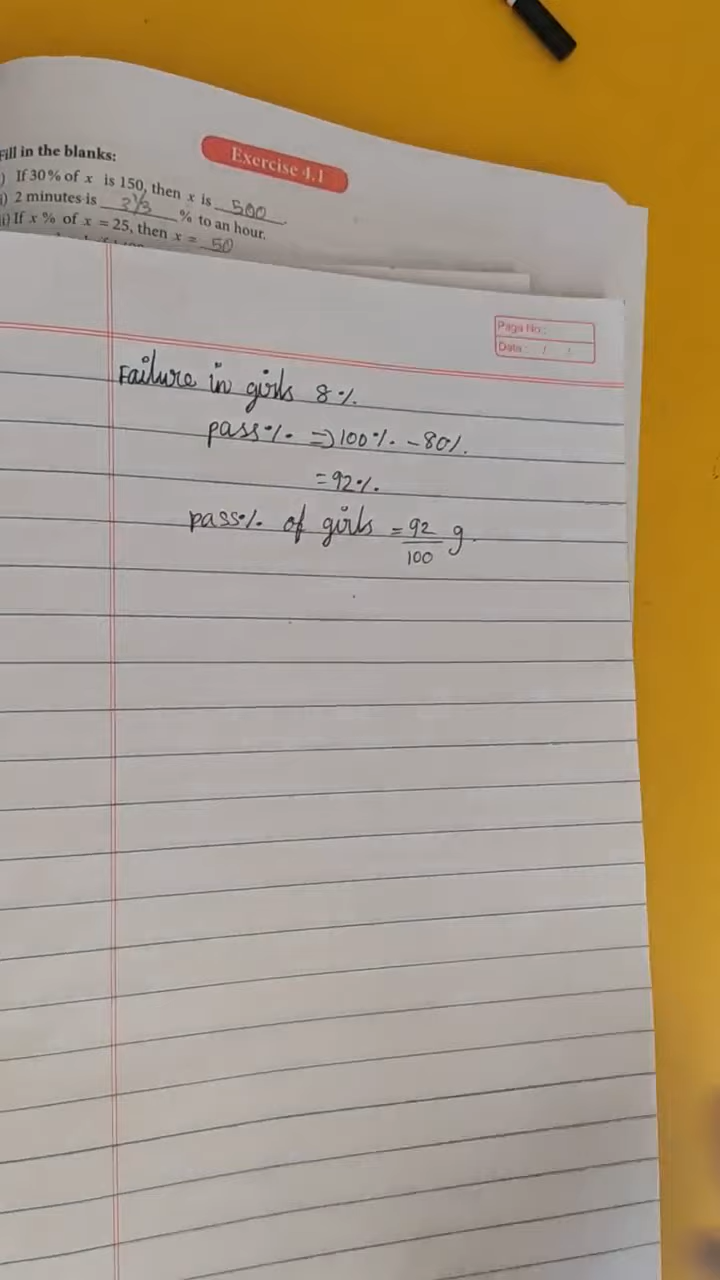 Exercise 4.1
Fill in the blanks:
) If 30% of x is 150, then x is 500.
i) 2 minutes is 3⅓ % to an hour.
ii) If x % of x = 25, then x = 50
Page No:
Date: / /
Failure in girls 8%.
pass% ⇒ 100% - 80%.
= 92%.
pass% of girls = 92/100 g.